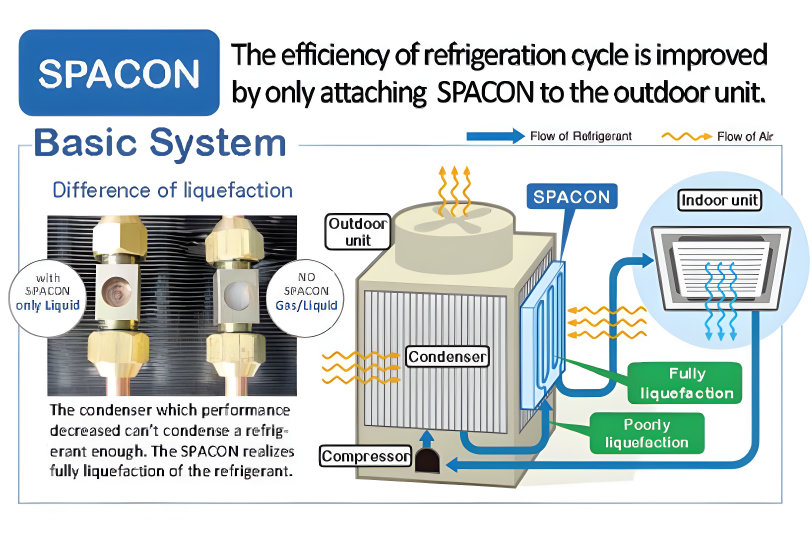 SPACON
The efficiency of refrigeration cycle is improved
by only attaching SPACON to the outdoor unit.
Basic System
Flow of Refrigerant
Flow of Air
Difference of liquefaction
with
SPACON
only Liquid
NO
SPACON
Gas/Liquid
The condenser which performance
decreased can't condense a refrig-
erant enough. The SPACON realizes
fully liquefaction of the refrigerant.
Outdoor
unit
SPACON
Indoor unit
Condenser
Fully
liquefaction
Poorly
liquefaction
Compressor